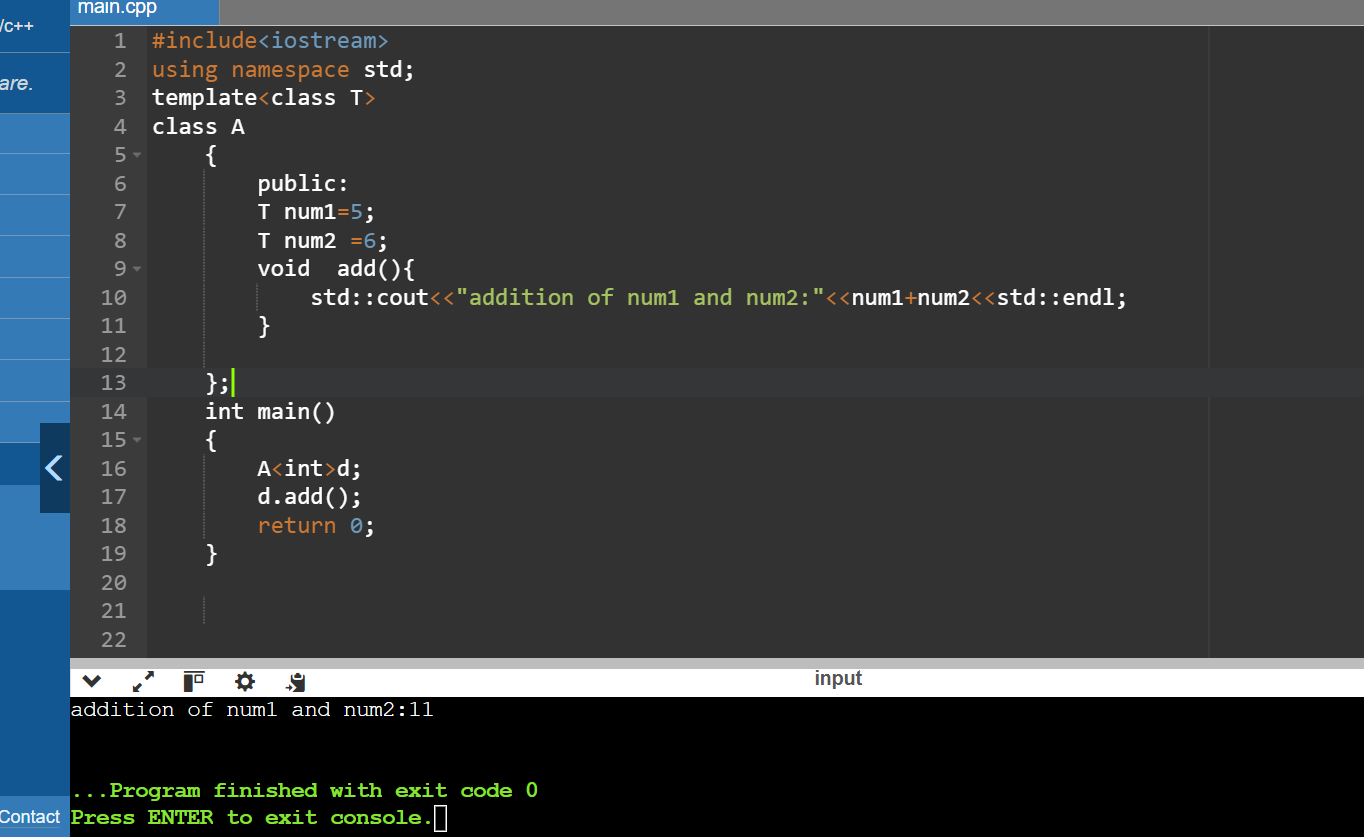 main.cpp
/c++
are.
1 #include<iostream>
2 using namespace std;
3 template<class T>
4 class A
5 {
6 public:
7 T num1=5;
8 T num2 =6;
9 void  add(){
10 std::cout<<"addition of num1 and num2:"<<num1+num2<<std::endl;
11 }
12
13 };
14 int main()
15 {
16 A<int>d;
17 d.add();
18 return 0;
19 }
20
21
22
input
addition of num1 and num2:11
...Program finished with exit code 0
Contact
Press ENTER to exit console.